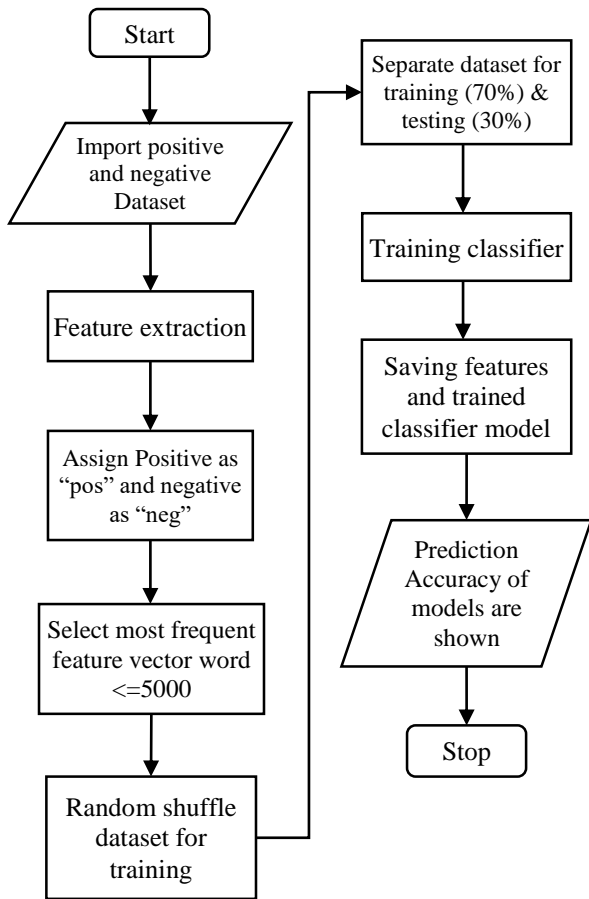 Start
Import positive
and negative
Dataset
Feature extraction
Assign Positive as
“pos” and negative
as “neg”
Select most frequent
feature vector word
<=5000
Random shuffle
dataset for
training
Separate dataset for
training (70%) &
testing (30%)
Training classifier
Saving features
and trained
classifier model
Prediction
Accuracy of
models are
shown
Stop